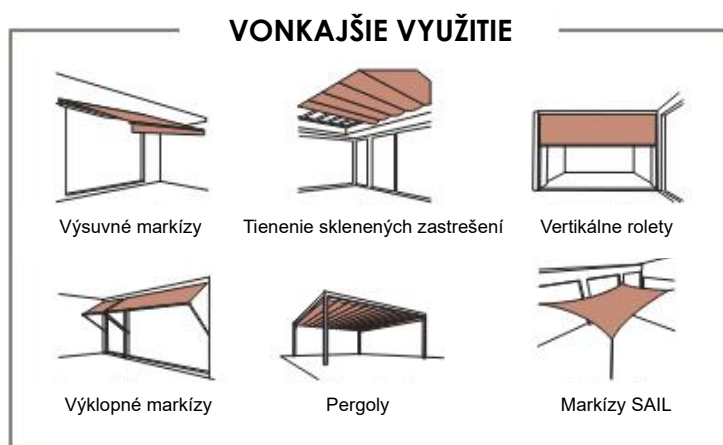 VONKAJŠIE VYUŽITIE
Výsuvné markízy
Tienenie sklenených zastrešení
Vertikálne rolety
Výklopné markízy
Pergoly
Markízy SAIL